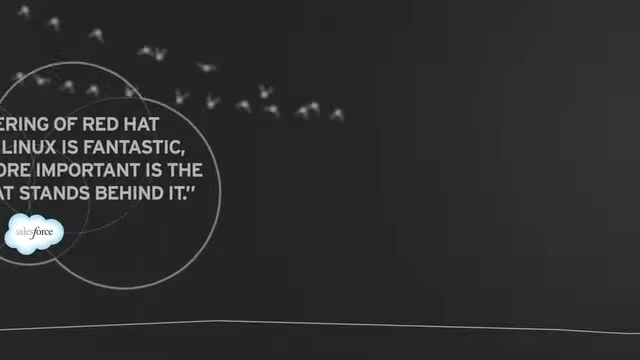 ERING OF RED HAT
LINUX IS FANTASTIC,
ORE IMPORTANT IS THE
AT STANDS BEHIND IT.”
salesforce